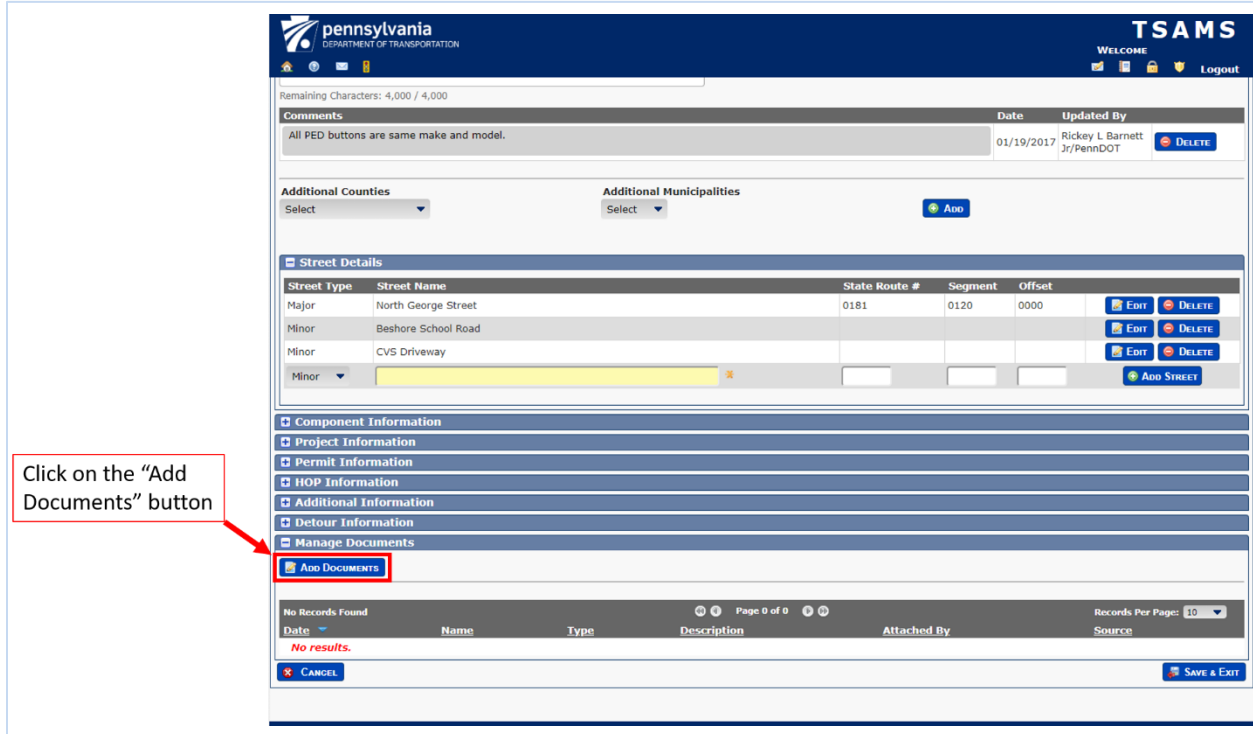 pennsylvania
DEPARTMENT OF TRANSPORTATION
TSAMS
WELCOME
Logout
Remaining Characters: 4,000 / 4,000
Comments Date Updated By
All PED buttons are same make and model. 01/19/2017 Rickey L Barnett
Jr/PennDOT DELETE
Additional Counties Additional Municipalities
Select Select ADD
Street Details
Street Type Street Name State Route # Segment Offset
Major North George Street 0181 0120 0000 EDIT DELETE
Minor Beshore School Road EDIT DELETE
Minor CVS Driveway EDIT DELETE
Minor ADD STREET
Component Information
Project Information
Permit Information
HOP Information
Additional Information
Detour Information
Manage Documents
Click on the “Add
Documents” button
ADD DOCUMENTS
No Records Found Page 0 of 0 Records Per Page: 10
Date Name Type Description Attached By Source
No results.
CANCEL SAVE & EXIT